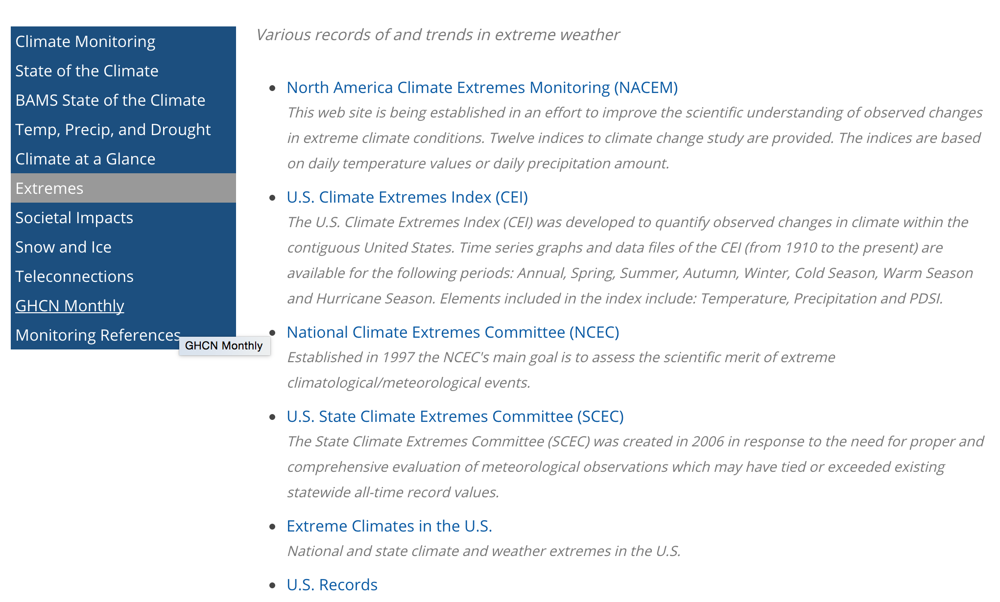 Climate Monitoring
State of the Climate
BAMS State of the Climate
Temp, Precip, and Drought
Climate at a Glance
Extremes
Societal Impacts
Snow and Ice
Teleconnections
GHCN Monthly
Monitoring References
GHCN Monthly
Various records of and trends in extreme weather
North America Climate Extremes Monitoring (NACEM)
This web site is being established in an effort to improve the scientific understanding of observed changes
in extreme climate conditions. Twelve indices to climate change study are provided. The indices are based
on daily temperature values or daily precipitation amount.
U.S. Climate Extremes Index (CEI)
The U.S. Climate Extremes Index (CEI) was developed to quantify observed changes in climate within the
contiguous United States. Time series graphs and data files of the CEI (from 1910 to the present) are
available for the following periods: Annual, Spring, Summer, Autumn, Winter, Cold Season, Warm Season
and Hurricane Season. Elements included in the index include: Temperature, Precipitation and PDSI.
National Climate Extremes Committee (NCEC)
Established in 1997 the NCEC's main goal is to assess the scientific merit of extreme
climatological/meteorological events.
U.S. State Climate Extremes Committee (SCEC)
The State Climate Extremes Committee (SCEC) was created in 2006 in response to the need for proper and
comprehensive evaluation of meteorological observations which may have tied or exceeded existing
statewide all-time record values.
Extreme Climates in the U.S.
National and state climate and weather extremes in the U.S.
U.S. Records